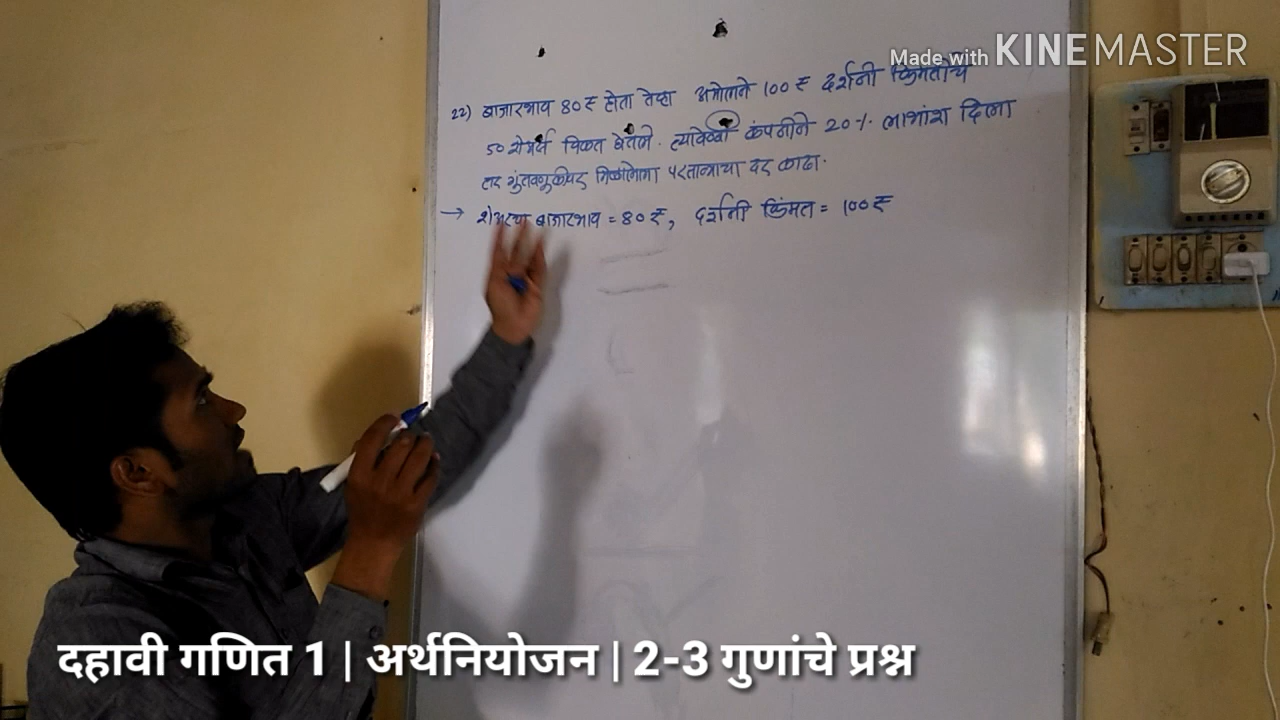 Made with KINEMASTER
22) बाजारभाव 80 ₹ होता तेव्हा अमोलने 100 ₹ दर्शनी किंमतीचे
50 शेअर्स विकत घेतले. त्यावेळी कंपनीने 20 %. लाभांश दिला
तर गुंतवणूकीवर मिळालेला परताव्याचा दर काढा.
→ शेअरचा बाजारभाव = 80 ₹, दर्शनी किंमत = 100 ₹
दहावी गणित 1 | अर्थनियोजन | 2-3 गुणांचे प्रश्न